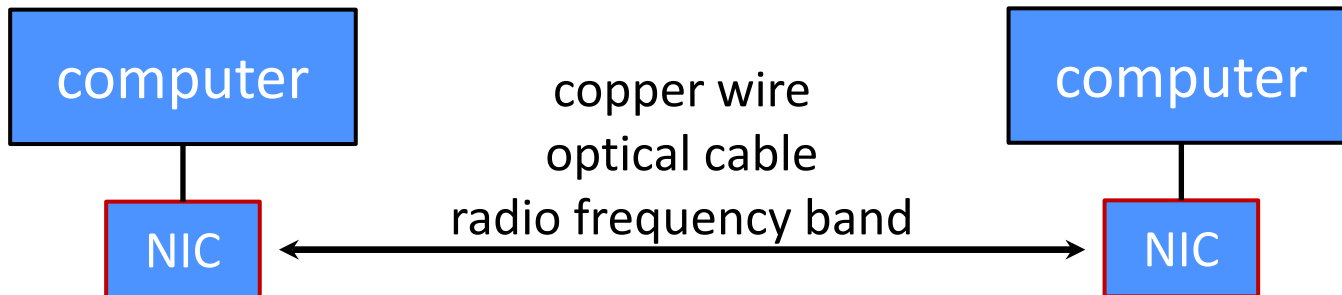 computer
computer
copper wire
optical cable
radio frequency band
NIC
NIC